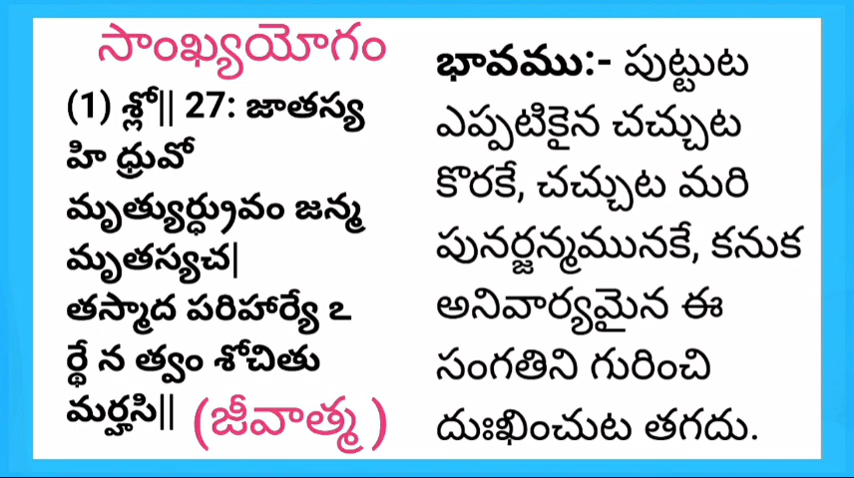 సాంఖ్యయోగం
(1) శ్లో|| 27: జాతస్య
హి ధ్రువో
మృత్యుర్ధ్రువం జన్మ
మృతస్యచ|
తస్మాద పరిహార్యే ఽ
ర్థే న త్వం శోచితు
మర్హసి|| (జీవాత్మ )
భావము:- పుట్టుట
ఎప్పటికైన చచ్చుట
కొరకే, చచ్చుట మరి
పునర్జన్మమునకే, కనుక
అనివార్యమైన ఈ
సంగతిని గురించి
దుఃఖించుట తగదు.